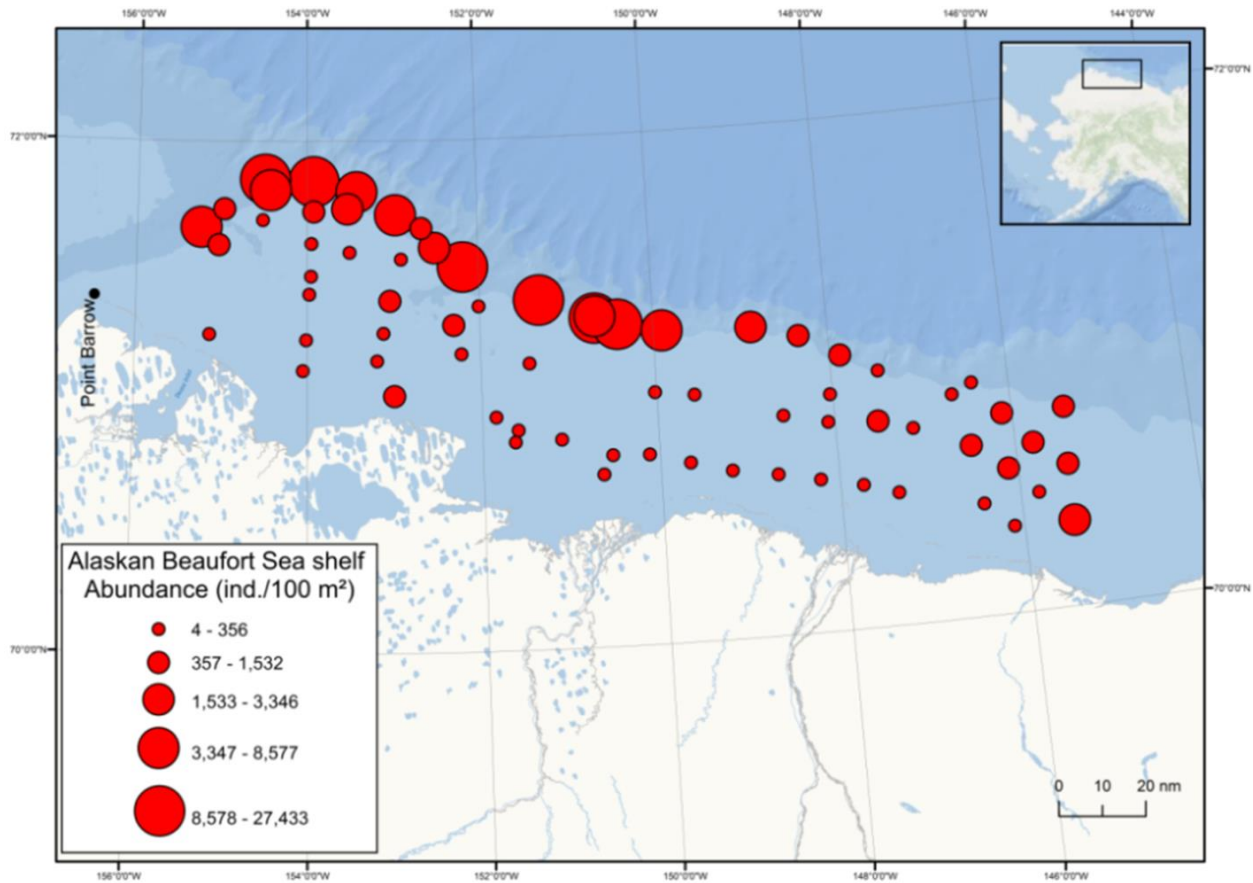 156°0'0"W 154°0'0"W 152°0'0"W 150°0'0"W 148°0'0"W 146°0'0"W 144°0'0"W
72°0'0"N
72°0'0"N
Point Barrow
70°0'0"N
70°0'0"N
Alaskan Beaufort Sea shelf
Abundance (ind./100 m²)
4 - 356
357 - 1,532
1,533 - 3,346
3,347 - 8,577
8,578 - 27,433
0 10 20 nm
156°0'0"W 154°0'0"W 152°0'0"W 150°0'0"W 148°0'0"W 146°0'0"W